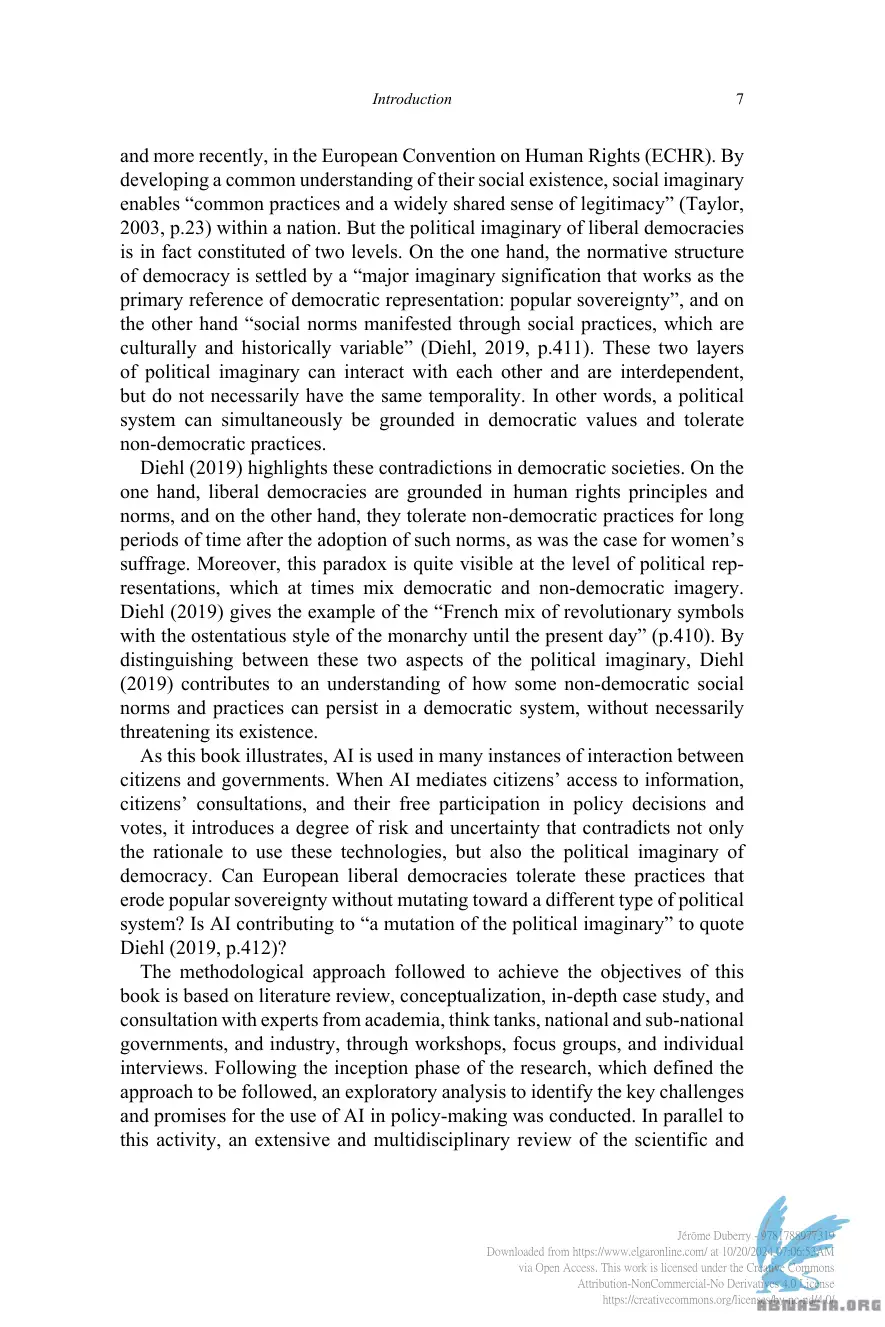 Introduction 7
and more recently, in the European Convention on Human Rights (ECHR). By
developing a common understanding of their social existence, social imaginary
enables “common practices and a widely shared sense of legitimacy” (Taylor,
2003, p.23) within a nation. But the political imaginary of liberal democracies
is in fact constituted of two levels. On the one hand, the normative structure
of democracy is settled by a “major imaginary signification that works as the
primary reference of democratic representation: popular sovereignty”, and on
the other hand “social norms manifested through social practices, which are
culturally and historically variable” (Diehl, 2019, p.411). These two layers
of political imaginary can interact with each other and are interdependent,
but do not necessarily have the same temporality. In other words, a political
system can simultaneously be grounded in democratic values and tolerate
non-democratic practices.
Diehl (2019) highlights these contradictions in democratic societies. On the
one hand, liberal democracies are grounded in human rights principles and
norms, and on the other hand, they tolerate non-democratic practices for long
periods of time after the adoption of such norms, as was the case for women’s
suffrage. Moreover, this paradox is quite visible at the level of political rep-
resentations, which at times mix democratic and non-democratic imagery.
Diehl (2019) gives the example of the “French mix of revolutionary symbols
with the ostentatious style of the monarchy until the present day” (p.410). By
distinguishing between these two aspects of the political imaginary, Diehl
(2019) contributes to an understanding of how some non-democratic social
norms and practices can persist in a democratic system, without necessarily
threatening its existence.
As this book illustrates, AI is used in many instances of interaction between
citizens and governments. When AI mediates citizens’ access to information,
citizens’ consultations, and their free participation in policy decisions and
votes, it introduces a degree of risk and uncertainty that contradicts not only
the rationale to use these technologies, but also the political imaginary of
democracy. Can European liberal democracies tolerate these practices that
erode popular sovereignty without mutating toward a different type of political
system? Is AI contributing to “a mutation of the political imaginary” to quote
Diehl (2019, p.412)?
The methodological approach followed to achieve the objectives of this
book is based on literature review, conceptualization, in-depth case study, and
consultation with experts from academia, think tanks, national and sub-national
governments, and industry, through workshops, focus groups, and individual
interviews. Following the inception phase of the research, which defined the
approach to be followed, an exploratory analysis to identify the key challenges
and promises for the use of AI in policy-making was conducted. In parallel to
this activity, an extensive and multidisciplinary review of the scientific and
Jérôme Duberry - 9781788977319
Downloaded from https://www.elgaronline.com/ at 10/20/2024 07:06:53AM
via Open Access. This work is licensed under the Creative Commons
Attribution-NonCommercial-No Derivatives 4.0 License
https://creativecommons.org/licenses/by-nc-nd/4.0/